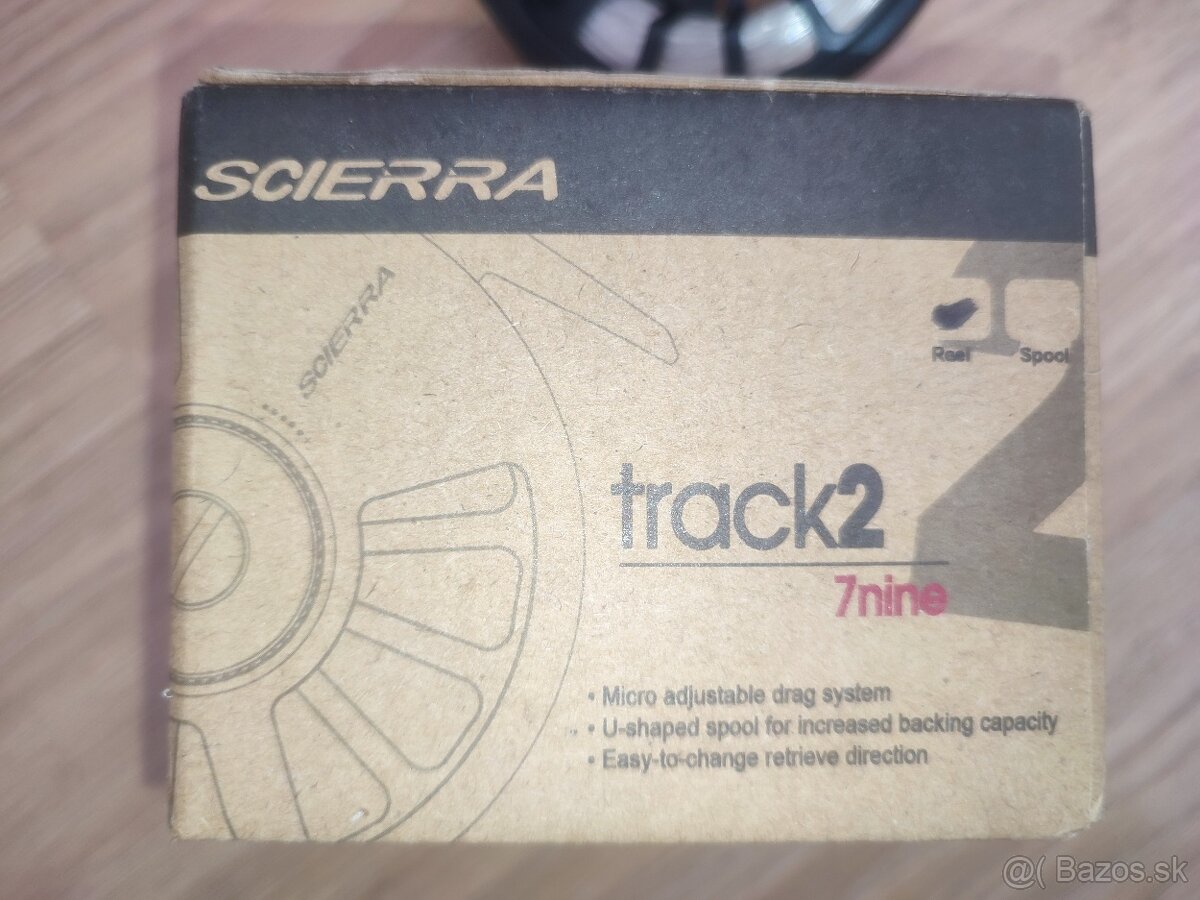 SCIERRA
SCIERRA
Reel Spool
track2
7nine
• Micro adjustable drag system
• U-shaped spool for increased backing capacity
• Easy-to-change retrieve direction
@( Bazos.sk